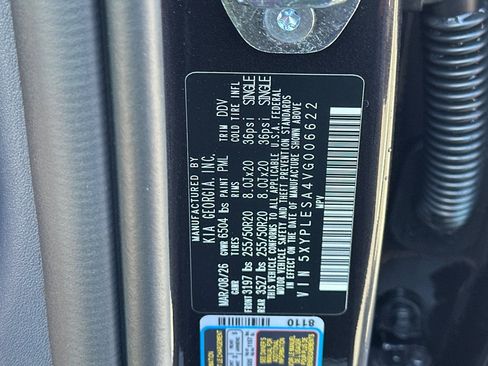 MANUFACTURED BY
KIA GEORGIA, INC.
MAR/08/26 GVWR 6504 lbs PAINT PML TRIM DDV
GAWR TIRES RIMS COLD TIRE INFL
FRONT 3197 lbs 255/50R20 8.0Jx20 36psi SINGLE
REAR 3527 lbs 255/50R20 8.0Jx20 36psi SINGLE
THIS VEHICLE CONFORMS TO ALL APPLICABLE U.S.A. FEDERAL
MOTOR VEHICLE SAFETY AND THEFT PREVENTION STANDARDS
IN EFFECT ON THE DATE OF MANUFACTURE SHOWN ABOVE
VIN 5XYPLESA4VG006622
MPV
8110